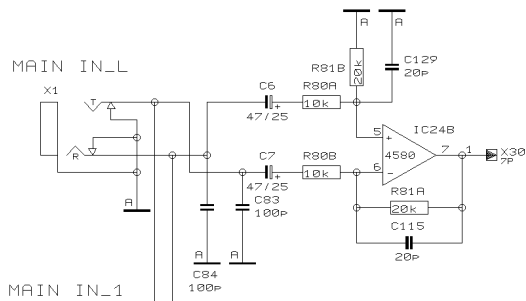 A A
MAIN IN_L
R81B 20k
C129 20p
X1
T
C6 47/25 +
R80A 10k
IC24B
5 + 4580 7 1 X30 7P
C7 47/25 +
R80B 10k
6 -
R
A
C83 100p
R81A 20k
A A
C115 20p
C84 100p
MAIN IN_1